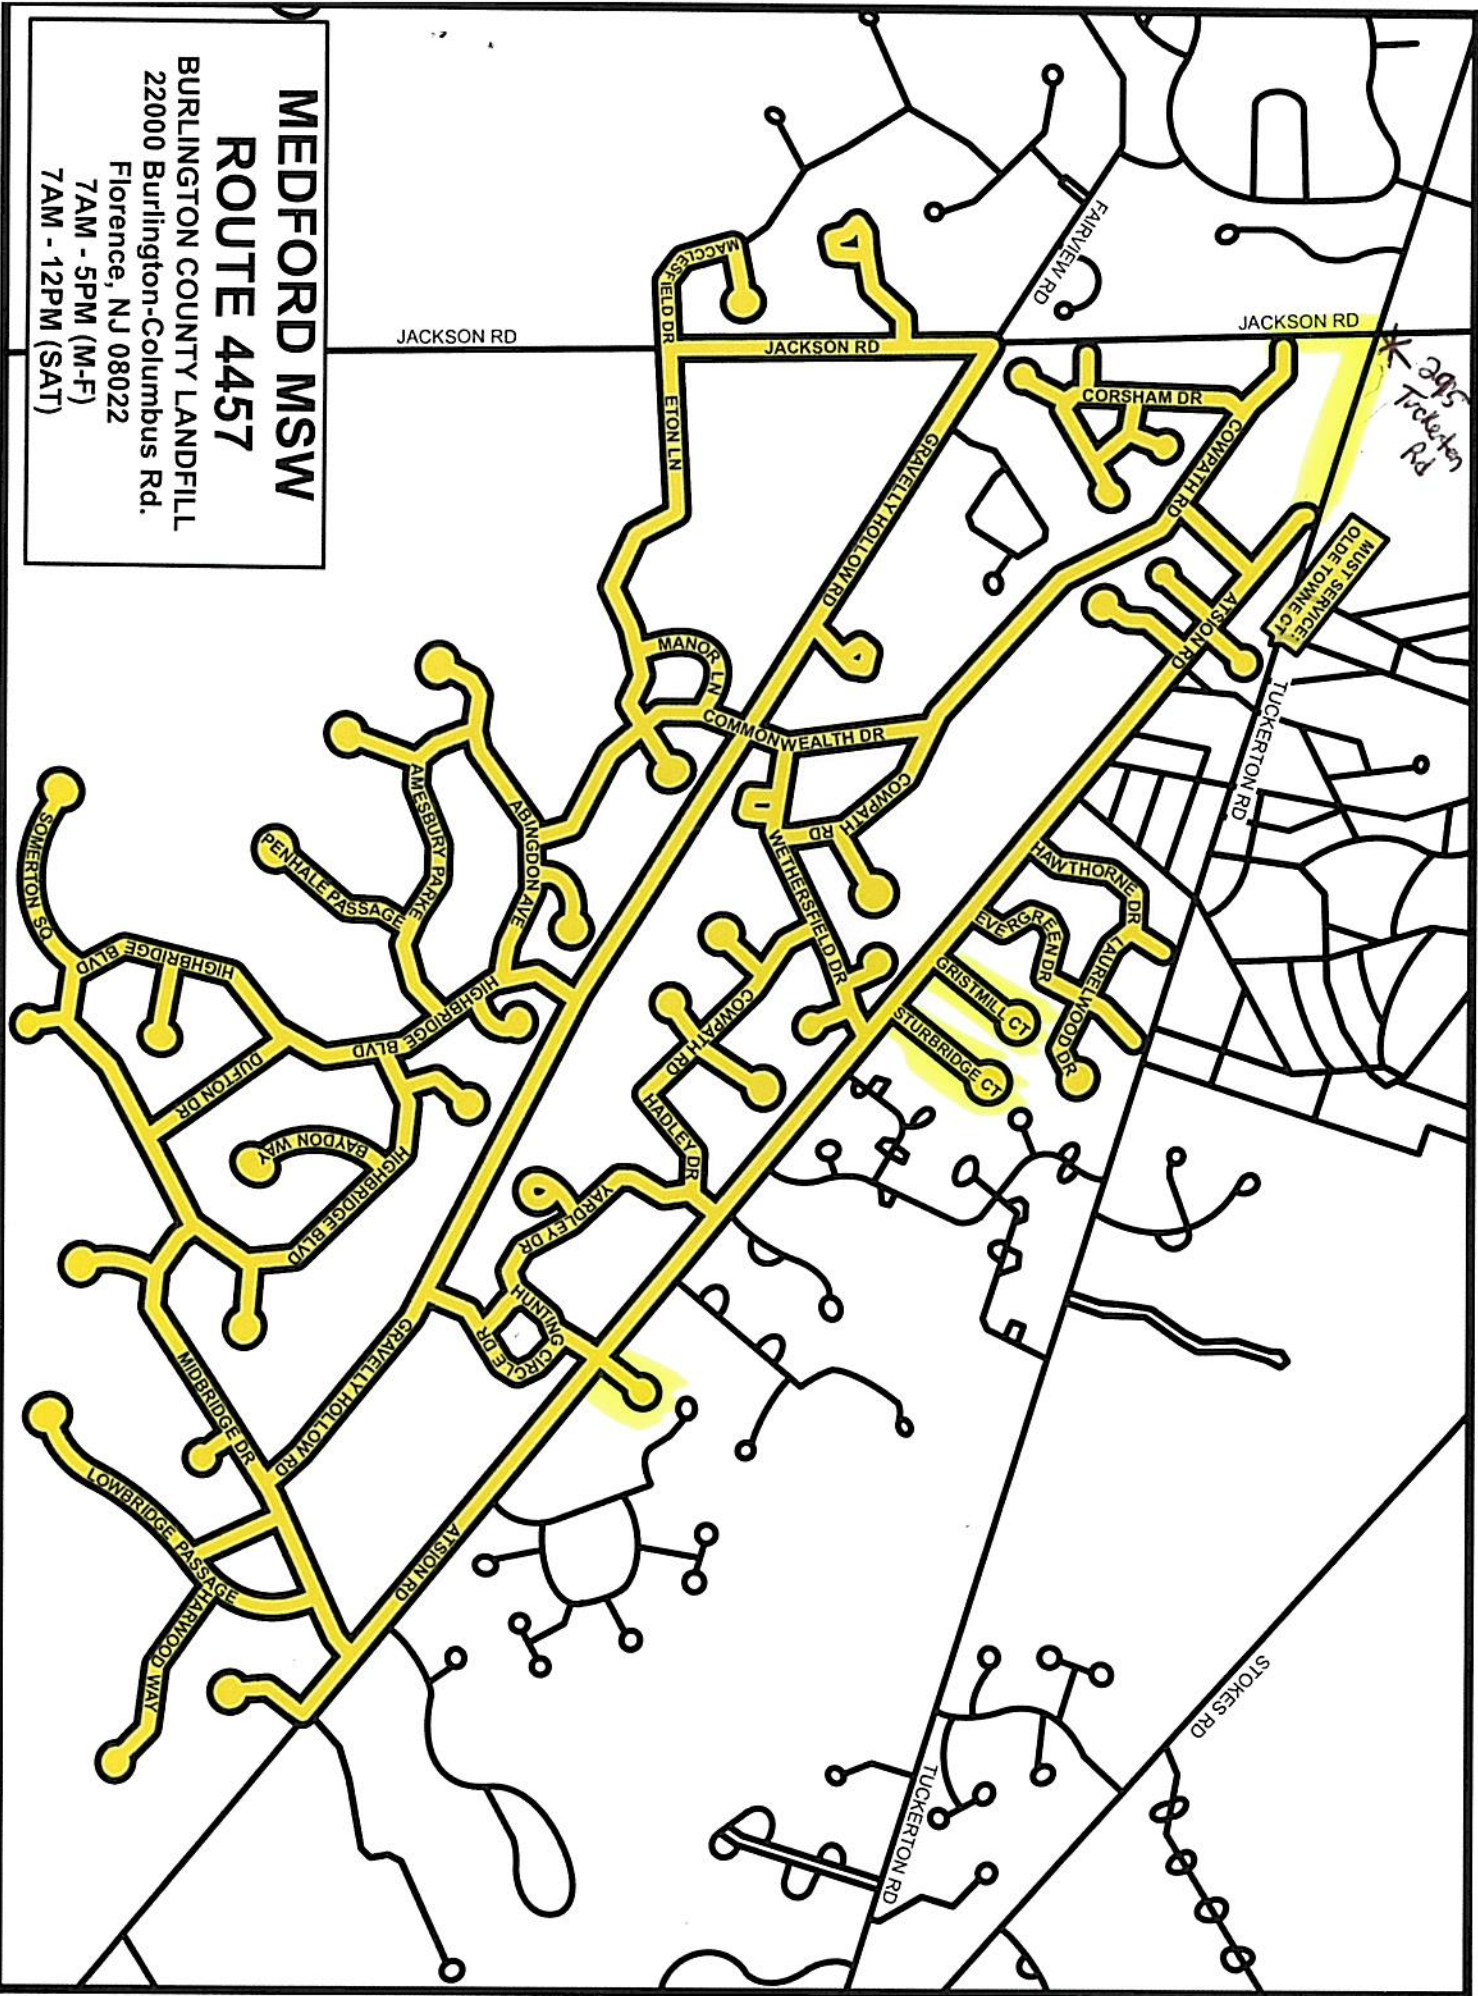 MEDFORD MSW
ROUTE 4457
BURLINGTON COUNTY LANDFILL
22000 Burlington-Columbus Rd.
Florence, NJ 08022
7AM - 5PM (M-F)
7AM - 12PM (SAT)
* 295
Tuckerton
Rd
MUST SERVICE:
OLDE TOWNE CT
FAIRVIEW RD
JACKSON RD
JACKSON RD
JACKSON RD
MACCLESFIELD DR
ETON LN
CORSHAM DR
COWPATH RD
GRAVELLY HOLLOW RD
ATSION RD
TUCKERTON RD
MANOR LN
COMMONWEALTH DR
COWPATH RD
WETHERSFIELD DR
HAWTHORNE DR
EVERGREEN DR
LAURELWOOD DR
GRISTMILL CT
STURBRIDGE CT
AMESBURY PARKE
ABINGDON AVE
PENHALE PASSAGE
SOMERTON SQ
HIGHBRIDGE BLVD
HIGHBRIDGE BLVD
DUFTON DR
BAYDON WAY
HIGHBRIDGE BLVD
COWPATH RD
HADLEY DR
YARDLEY DR
HUNTING CIRCLE DR
GRAVELLY HOLLOW RD
MIDBRIDGE DR
LOWBRIDGE PASSAGE
HARWOOD WAY
ATSION RD
STOKES RD
TUCKERTON RD